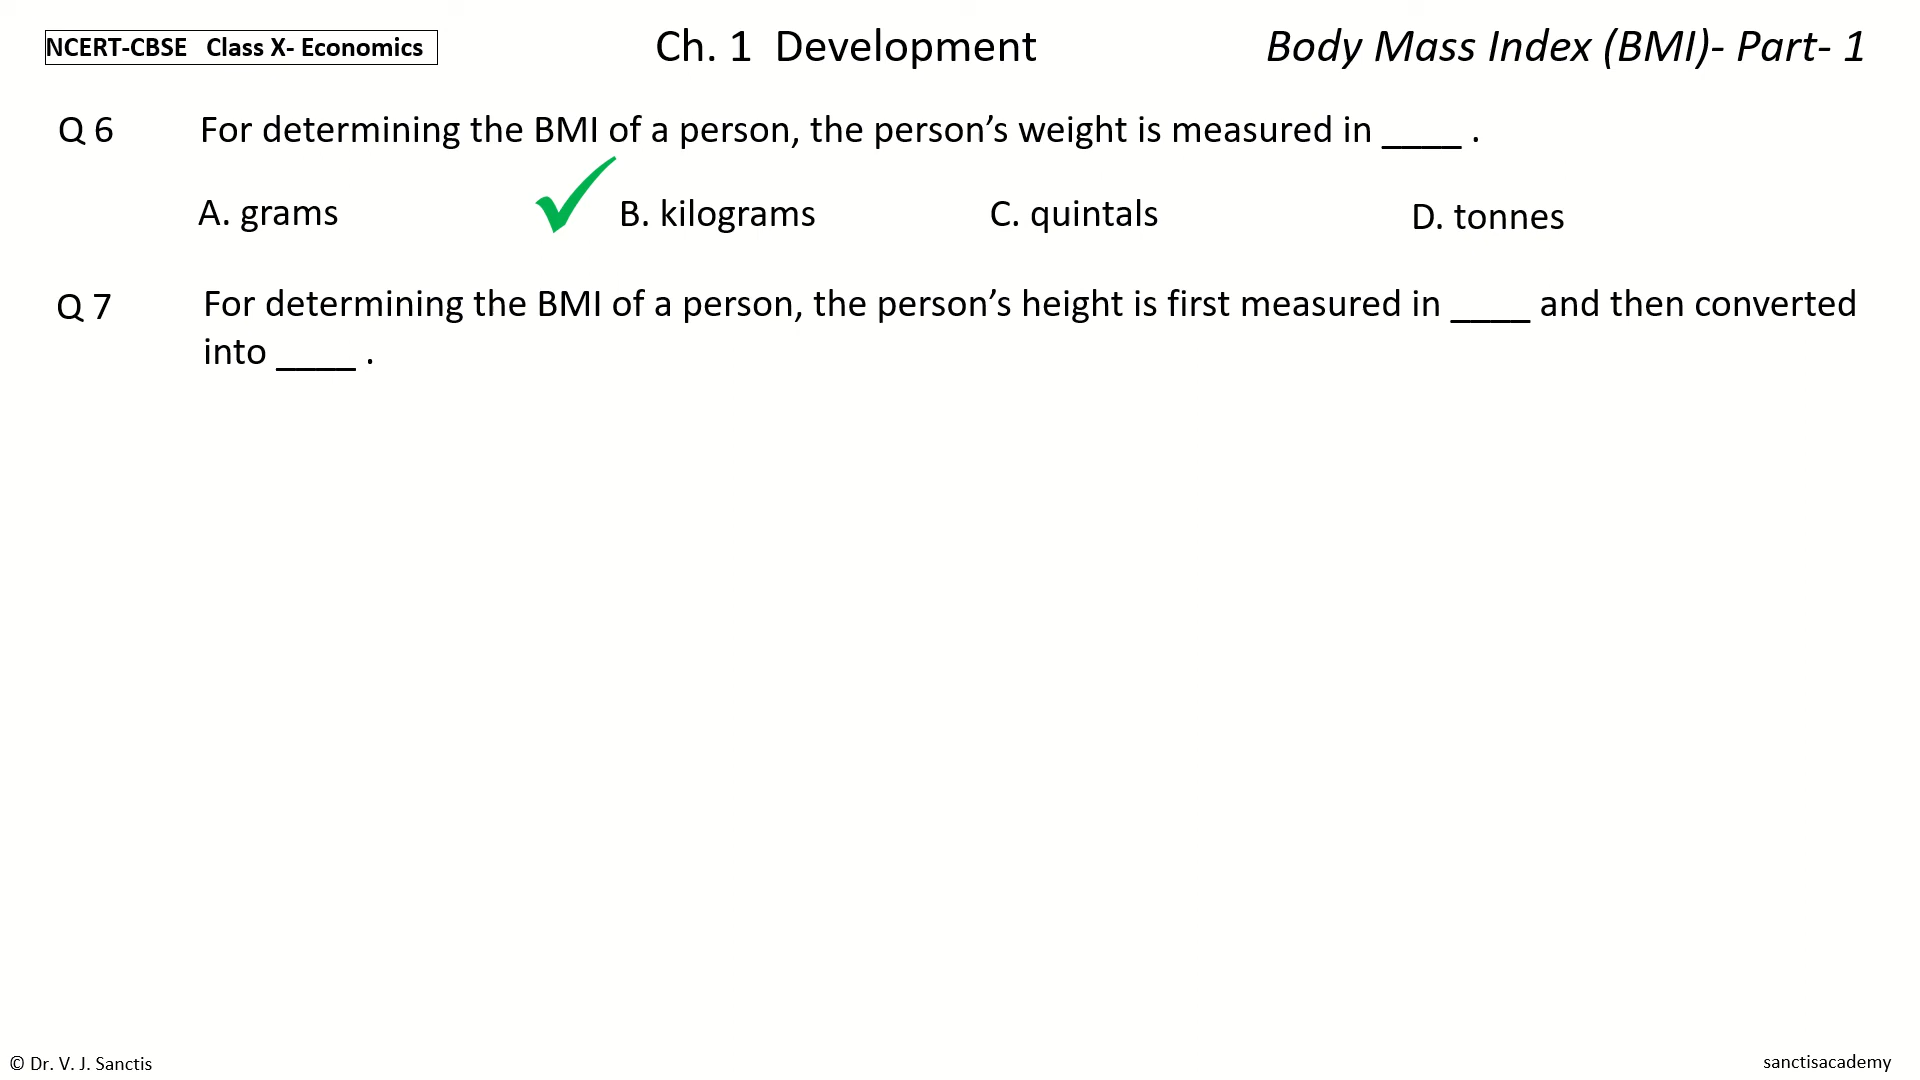 NCERT-CBSE Class X- Economics
Ch. 1 Development
Body Mass Index (BMI)- Part- 1
Q 6 For determining the BMI of a person, the person’s weight is measured in ____ .
A. grams B. kilograms C. quintals D. tonnes
Q 7 For determining the BMI of a person, the person’s height is first measured in ____ and then converted
into ____ .
© Dr. V. J. Sanctis
sanctisacademy